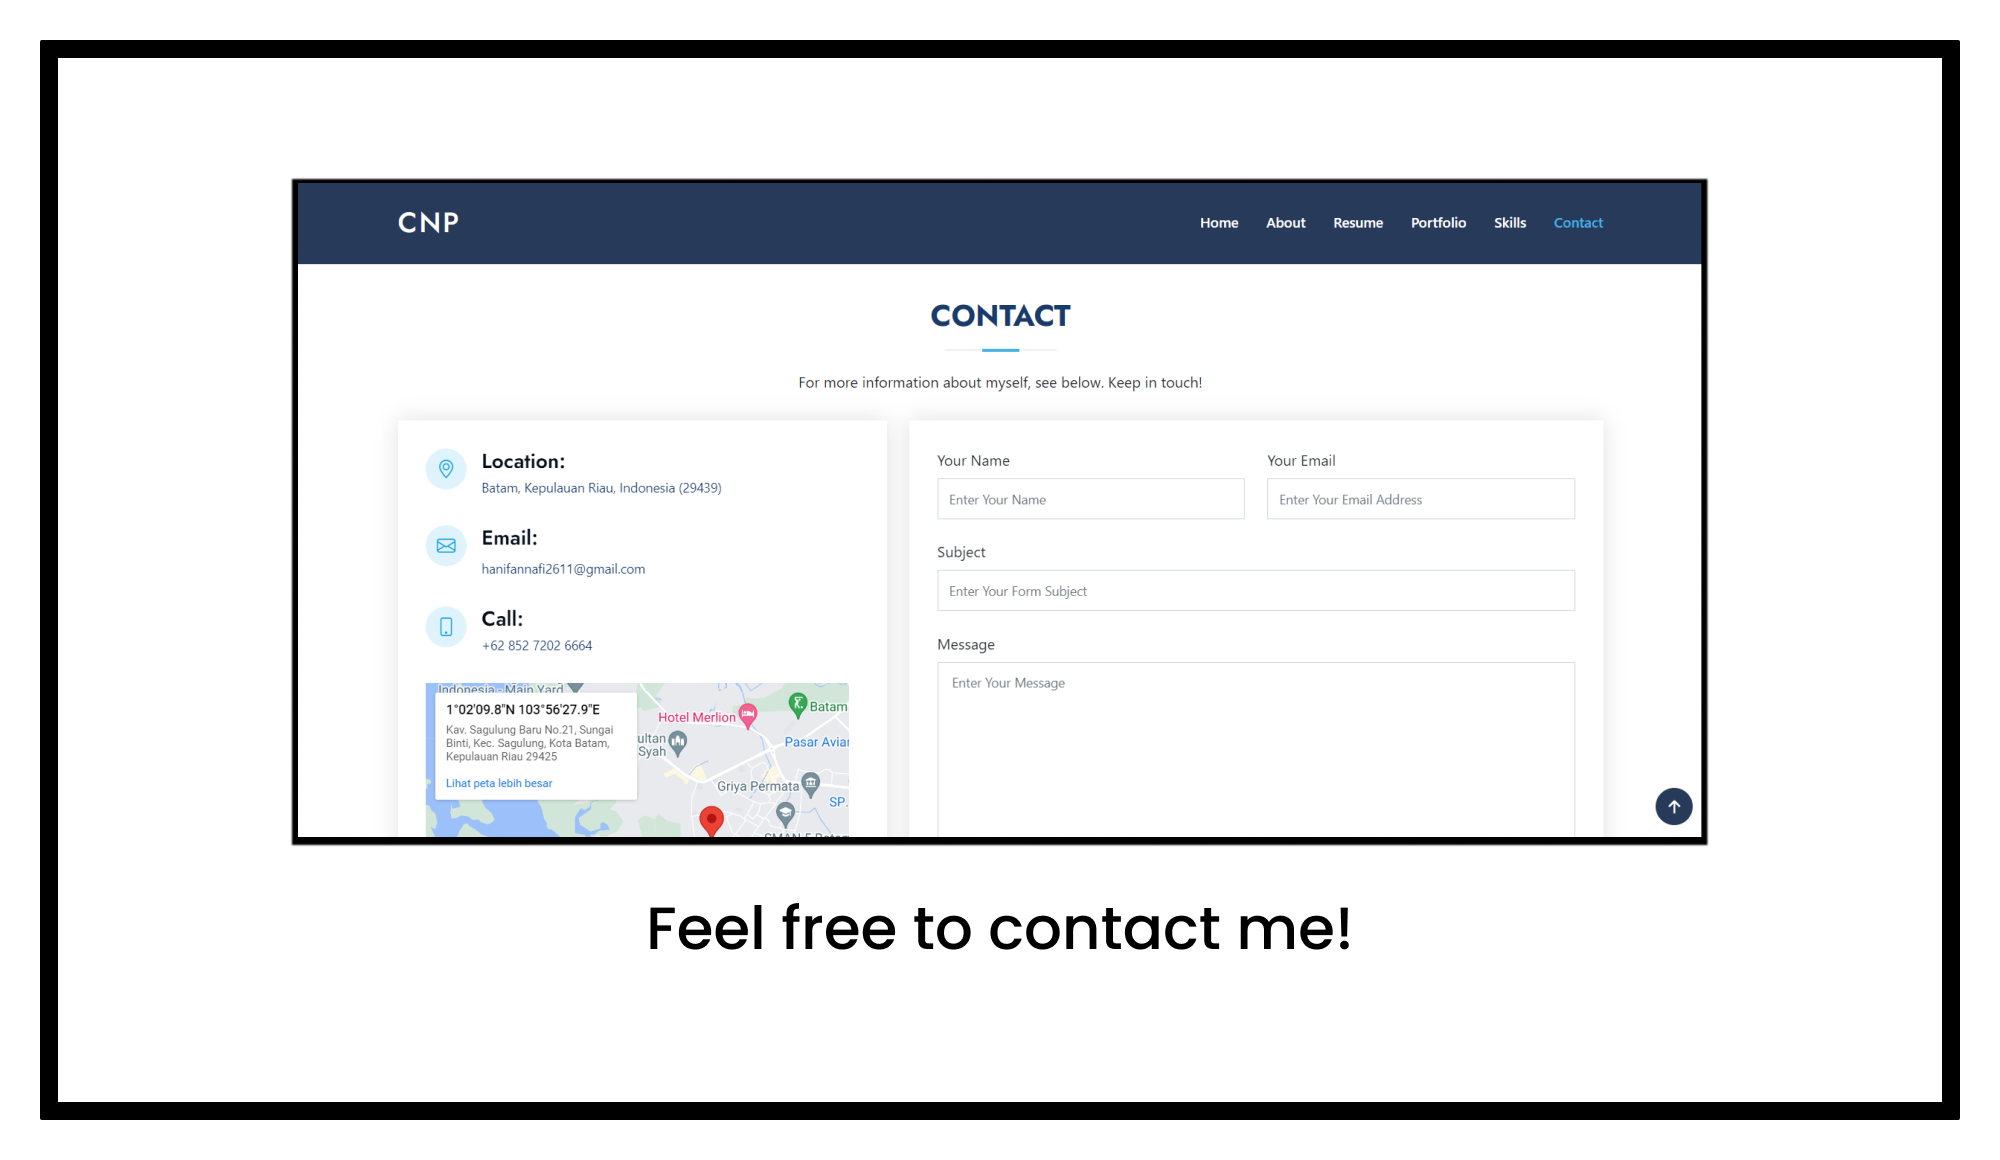 CNP
Home About Resume Portfolio Skills Contact
CONTACT
For more information about myself, see below. Keep in touch!
Location:
Batam, Kepulauan Riau, Indonesia (29439)
Email:
hanifannafi2611@gmail.com
Call:
+62 852 7202 6664
Indonesia - Main Yard
1°02'09.8"N 103°56'27.9"E
Kav. Sagulung Baru No.21, Sungai
Binti, Kec. Sagulung, Kota Batam,
Kepulauan Riau 29425
Lihat peta lebih besar
Hotel Merlion
Batam
ultan
Syah
Pasar Aviar
Griya Permata
SP.
Your Name
Your Email
Enter Your Name
Enter Your Email Address
Subject
Enter Your Form Subject
Message
Enter Your Message
Feel free to contact me!